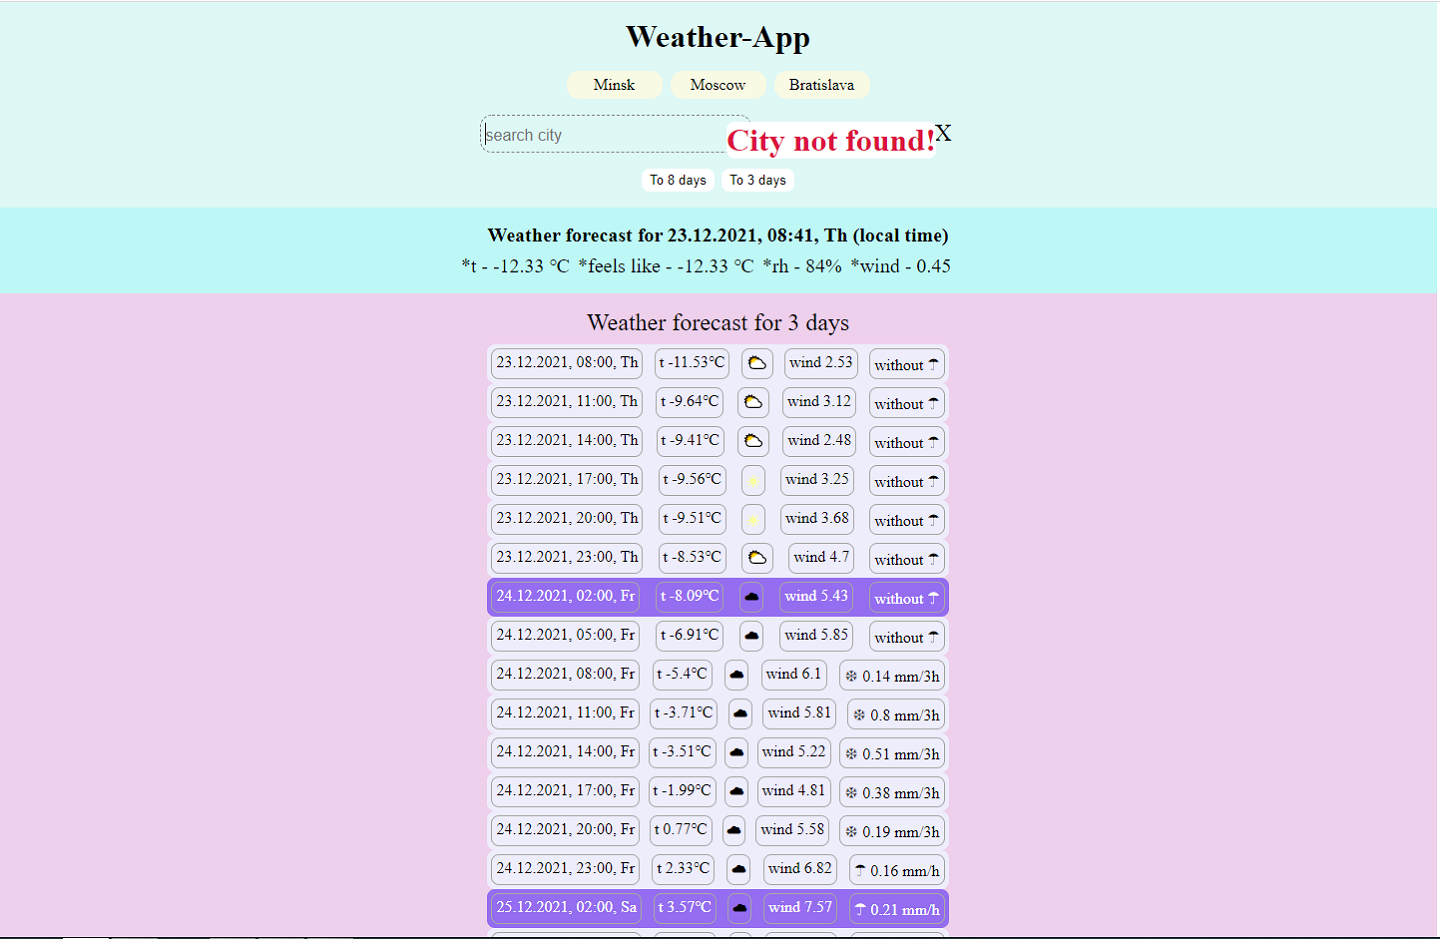 Weather-App
Minsk Moscow Bratislava
search city City not found! X
To 8 days To 3 days
Weather forecast for 23.12.2021, 08:41, Th (local time)
*t - -12.33 °C *feels like - -12.33 °C *rh - 84% *wind - 0.45
Weather forecast for 3 days
23.12.2021, 08:00, Th t -11.53°C wind 2.53 without ☂
23.12.2021, 11:00, Th t -9.64°C wind 3.12 without ☂
23.12.2021, 14:00, Th t -9.41°C wind 2.48 without ☂
23.12.2021, 17:00, Th t -9.56°C wind 3.25 without ☂
23.12.2021, 20:00, Th t -9.51°C wind 3.68 without ☂
23.12.2021, 23:00, Th t -8.53°C wind 4.7 without ☂
24.12.2021, 02:00, Fr t -8.09°C wind 5.43 without ☂
24.12.2021, 05:00, Fr t -6.91°C wind 5.85 without ☂
24.12.2021, 08:00, Fr t -5.4°C wind 6.1 ❄ 0.14 mm/3h
24.12.2021, 11:00, Fr t -3.71°C wind 5.81 ❄ 0.8 mm/3h
24.12.2021, 14:00, Fr t -3.51°C wind 5.22 ❄ 0.51 mm/3h
24.12.2021, 17:00, Fr t -1.99°C wind 4.81 ❄ 0.38 mm/3h
24.12.2021, 20:00, Fr t 0.77°C wind 5.58 ❄ 0.19 mm/3h
24.12.2021, 23:00, Fr t 2.33°C wind 6.82 ☂ 0.16 mm/h
25.12.2021, 02:00, Sa t 3.57°C wind 7.57 ☂ 0.21 mm/h